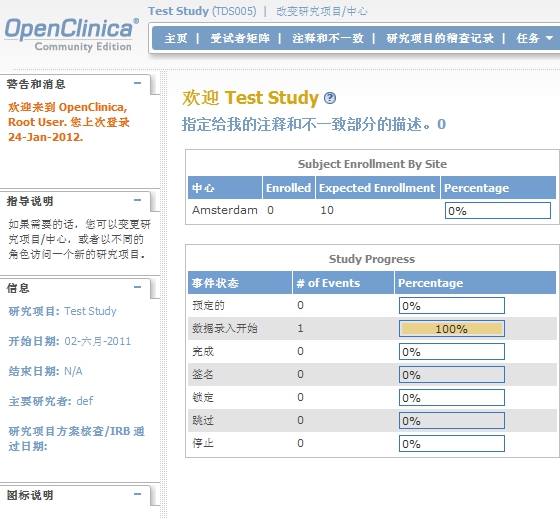 OpenClinica®
Community Edition
Test Study (TDS005) | 改变研究项目/中心
主页 | 受试者矩阵 | 注释和不一致 | 研究项目的稽查记录 | 任务
警告和消息
欢迎来到 OpenClinica,
Root User. 您上次登录
24-Jan-2012.
指导说明
如果需要的话，您可以变更研
究项目/中心，或者以不同的
角色访问一个新的研究项目。
信息
研究项目: Test Study
开始日期: 02-六月-2011
结束日期: N/A
主要研究者: def
研究项目方案核查/IRB 通
过日期:
图标说明
欢迎 Test Study ?
指定给我的注释和不一致部分的描述。0
Subject Enrollment By Site
中心 Enrolled Expected Enrollment Percentage
Amsterdam 0 10 0%
Study Progress
事件状态 # of Events Percentage
预定的 0 0%
数据录入开始 1 100%
完成 0 0%
签名 0 0%
锁定 0 0%
跳过 0 0%
停止 0 0%